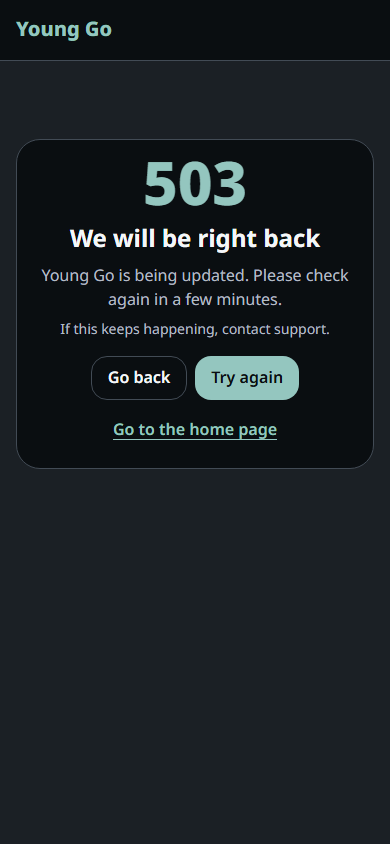 Young Go
503
We will be right back
Young Go is being updated. Please check
again in a few minutes.
If this keeps happening, contact support.
Go back
Try again
Go to the home page